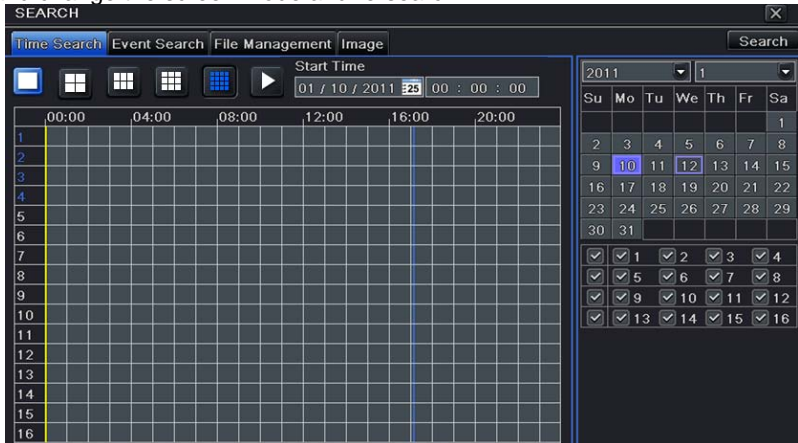 SEARCH
Time Search Event Search File Management Image Search
Start Time
01 / 10 / 2011 25 00 : 00 : 00
00:00 04:00 08:00 12:00 16:00 20:00
1
2
3
4
5
6
7
8
9
10
11
12
13
14
15
16
2011 1
Su Mo Tu We Th Fr Sa
1
2 3 4 5 6 7 8
9 10 11 12 13 14 15
16 17 18 19 20 21 22
23 24 25 26 27 28 29
30 31
1 2 3 4
5 6 7 8
9 10 11 12
13 14 15 16